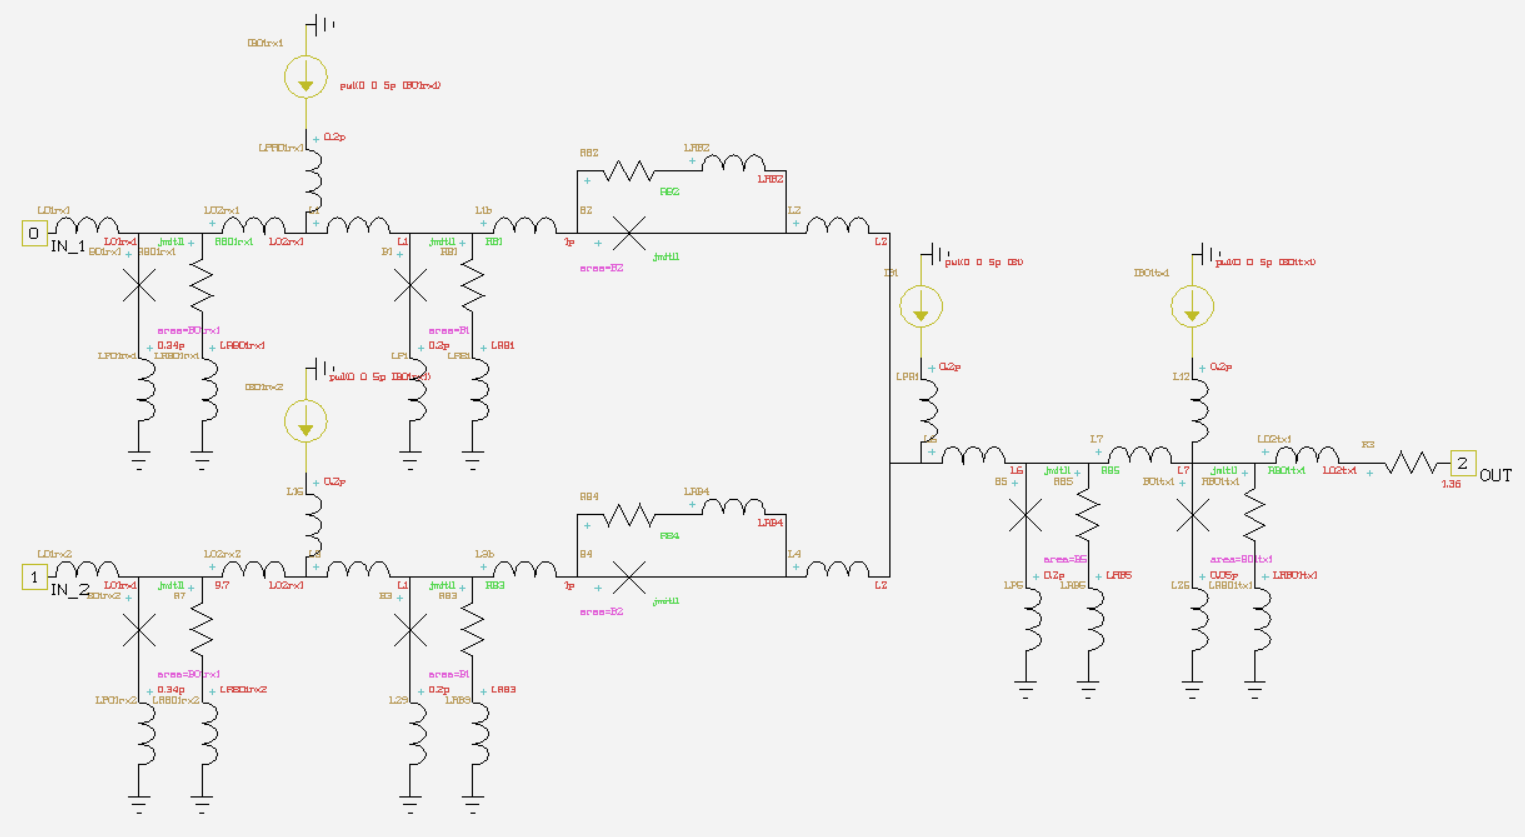 IB01rx1
pwl(0 0 5p IB01rx1)
0.2p
LPR01rx1
RB2
LRB2
LRB2
RB2
L01rx1
L02rx1
L1
L1b
B2
L2
0
IN_1
L01rx1
jmitll
RB01rx1
L02rx1
L1
jmitll
RB1
1p
L2
B01rx1
RB01rx1
B1
RB1
jmitll
area=B2
pwl(0 0 5p IB1)
pwl(0 0 5p IB01tx1)
IB1
IB01tx1
area=B01rx1
area=B1
0.34p
LRB01rx1
0.2p
LRB1
LP01rx1
LRB01rx1
LP1
LRB1
pwl(0 0 5p IB01rx1)
IB01rx2
0.2p
0.2p
LPR1
L12
L6
L7
L02tx1
R3
2
OUT
L6
jmitll
RB5
L7
jmitll
RB01tx1
L02tx1
1.36
B5
RB5
B01tx1
RB01tx1
0.2p
L16
RB4
LRB4
LRB4
RB4
L01rx2
L02rx2
L3b
B4
L4
1
IN_2
L01rx1
jmitll
9.7
L02rx1
L1
jmitll
RB3
1p
L2
B01rx2
R7
B3
RB3
jmitll
area=B2
area=B5
area=B01tx1
0.2p
LRB5
0.05p
LRB01tx1
LP5
LRB5
L26
LRB01tx1
area=B01rx1
area=B1
0.34p
LRB01rx2
0.2p
LRB3
LP01rx2
LRB01rx2
L29
LRB3